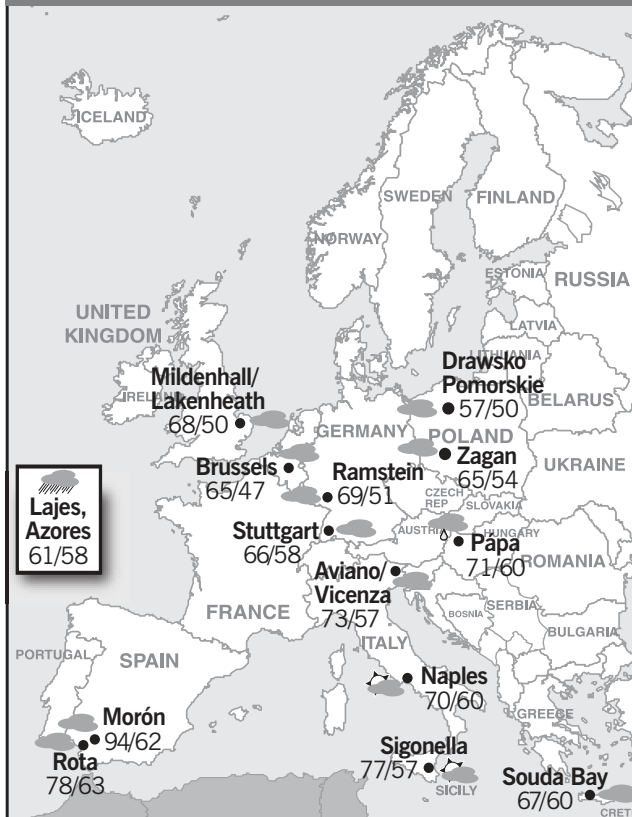 ICELAND
SWEDEN
FINLAND
NORWAY
ESTONIA
RUSSIA
LATVIA
LITHUANIA
UNITED
KINGDOM
IRELAND
Mildenhall/
Lakenheath
68/50
Drawsko
Pomorskie
57/50
BELARUS
GERMANY
POLAND
Zagan
65/54
UKRAINE
Brussels
65/47
Ramstein
69/51
CZECH
REP
SLOVAKIA
Lajes,
Azores
61/58
Stuttgart
66/58
AUSTRIA
HUNGARY
Pápa
71/60
ROMANIA
Aviano/
Vicenza
73/57
FRANCE
ITALY
BOSNIA
SERBIA
BULGARIA
PORTUGAL
SPAIN
Naples
70/60
GREECE
Morón
94/62
Rota
78/63
Sigonella
77/57
SICILY
Souda Bay
67/60
CRET